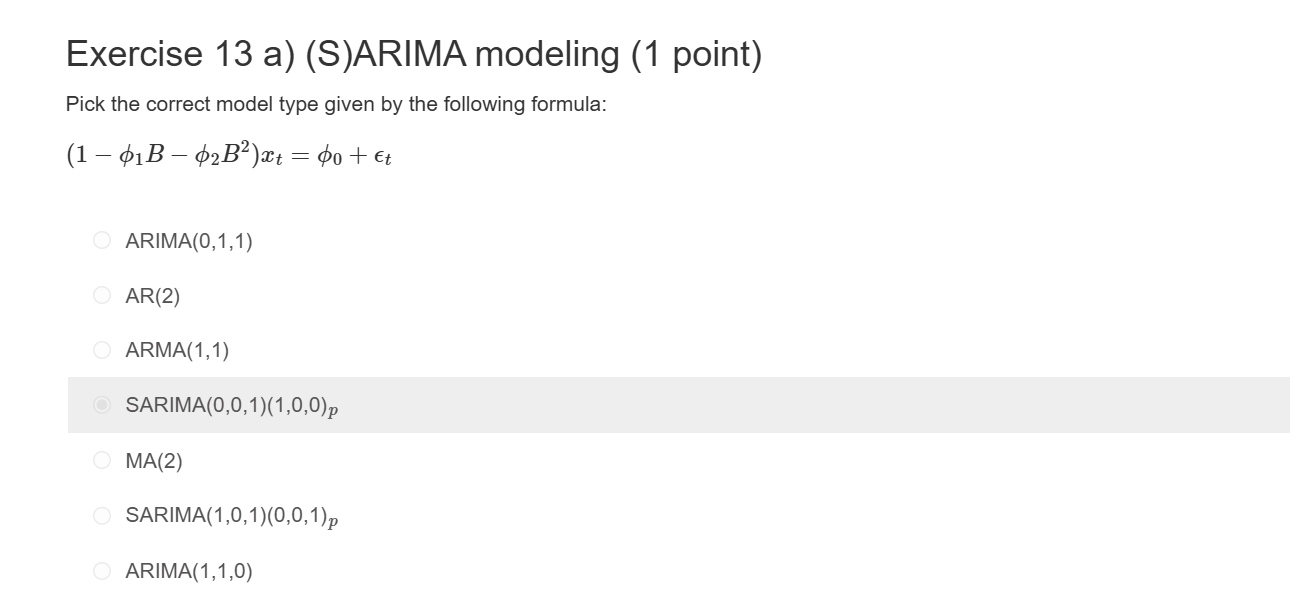 Exercise 13 a) (S)ARIMA modeling (1 point)
Pick the correct model type given by the following formula:
(1 − ϕ₁B − ϕ₂B²)xₜ = ϕ₀ + ϵₜ
ARIMA(0,1,1)
AR(2)
ARMA(1,1)
SARIMA(0,0,1)(1,0,0)ₚ
MA(2)
SARIMA(1,0,1)(0,0,1)ₚ
ARIMA(1,1,0)